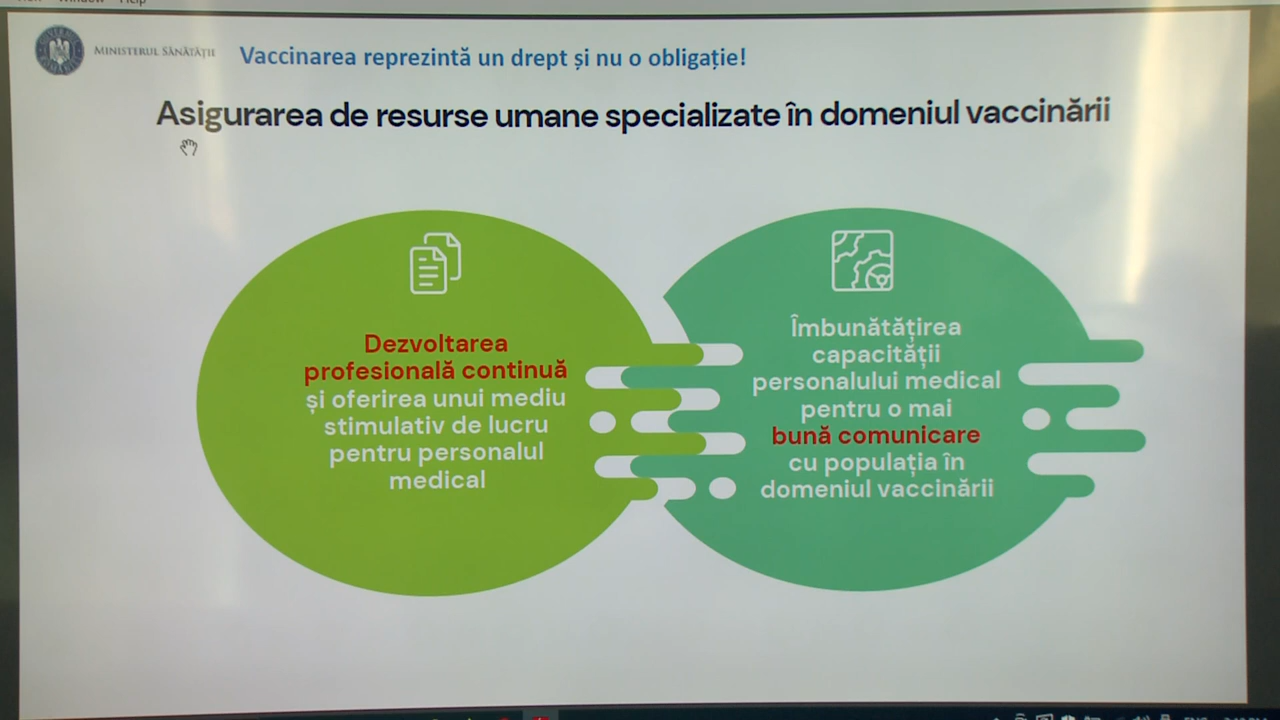 Window Help
MINISTERUL SĂNĂTĂȚII
Vaccinarea reprezintă un drept și nu o obligație!
Asigurarea de resurse umane specializate în domeniul vaccinării
Dezvoltarea
profesională continuă
și oferirea unui mediu
stimulativ de lucru
pentru personalul
medical
Îmbunătățirea
capacității
personalului medical
pentru o mai
bună comunicare
cu populația în
domeniul vaccinării